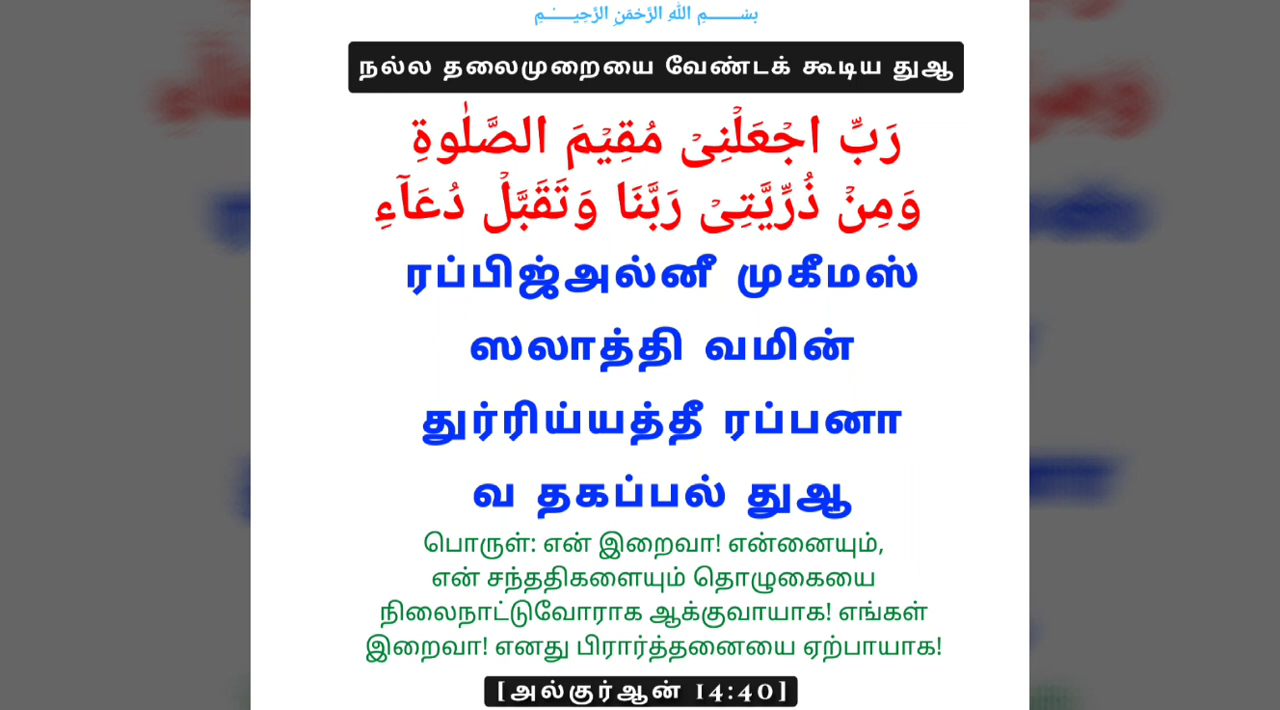 بِسْمِ اللّٰهِ الرَّحْمَنِ الرَّحِيمِ
நல்ல தலைமுறையை வேண்டக் கூடிய துஆ
رَبِّ اجْعَلْنِىْ مُقِيْمَ الصَّلٰوةِ
وَمِنْ ذُرِّيَّتِىْ رَبَّنَا وَتَقَبَّلْ دُعَآءِ
ரப்பிஜ்அல்னீ முகீமஸ்
ஸலாத்தி வமின்
துர்ரிய்யத்தீ ரப்பனா
வ தகப்பல் துஆ
பொருள்: என் இறைவா! என்னையும்,
என் சந்ததிகளையும் தொழுகையை
நிலைநாட்டுவோராக ஆக்குவாயாக! எங்கள்
இறைவா! எனது பிரார்த்தனையை ஏற்பாயாக!
[அல்குர்ஆன் 14:40]